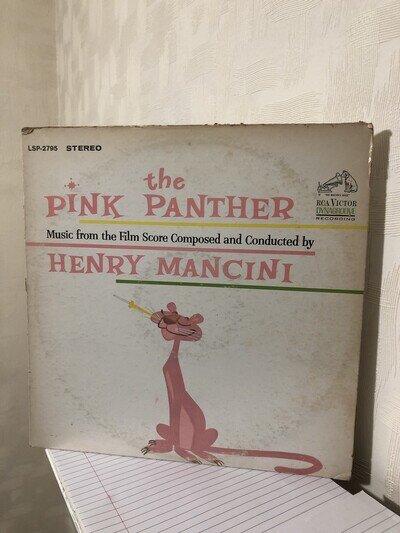 LSP-2795 STEREO
the
PINK PANTHER
RCA VICTOR
DYNAGROOVE
RECORDING
Music from the Film Score Composed and Conducted by
HENRY MANCINI